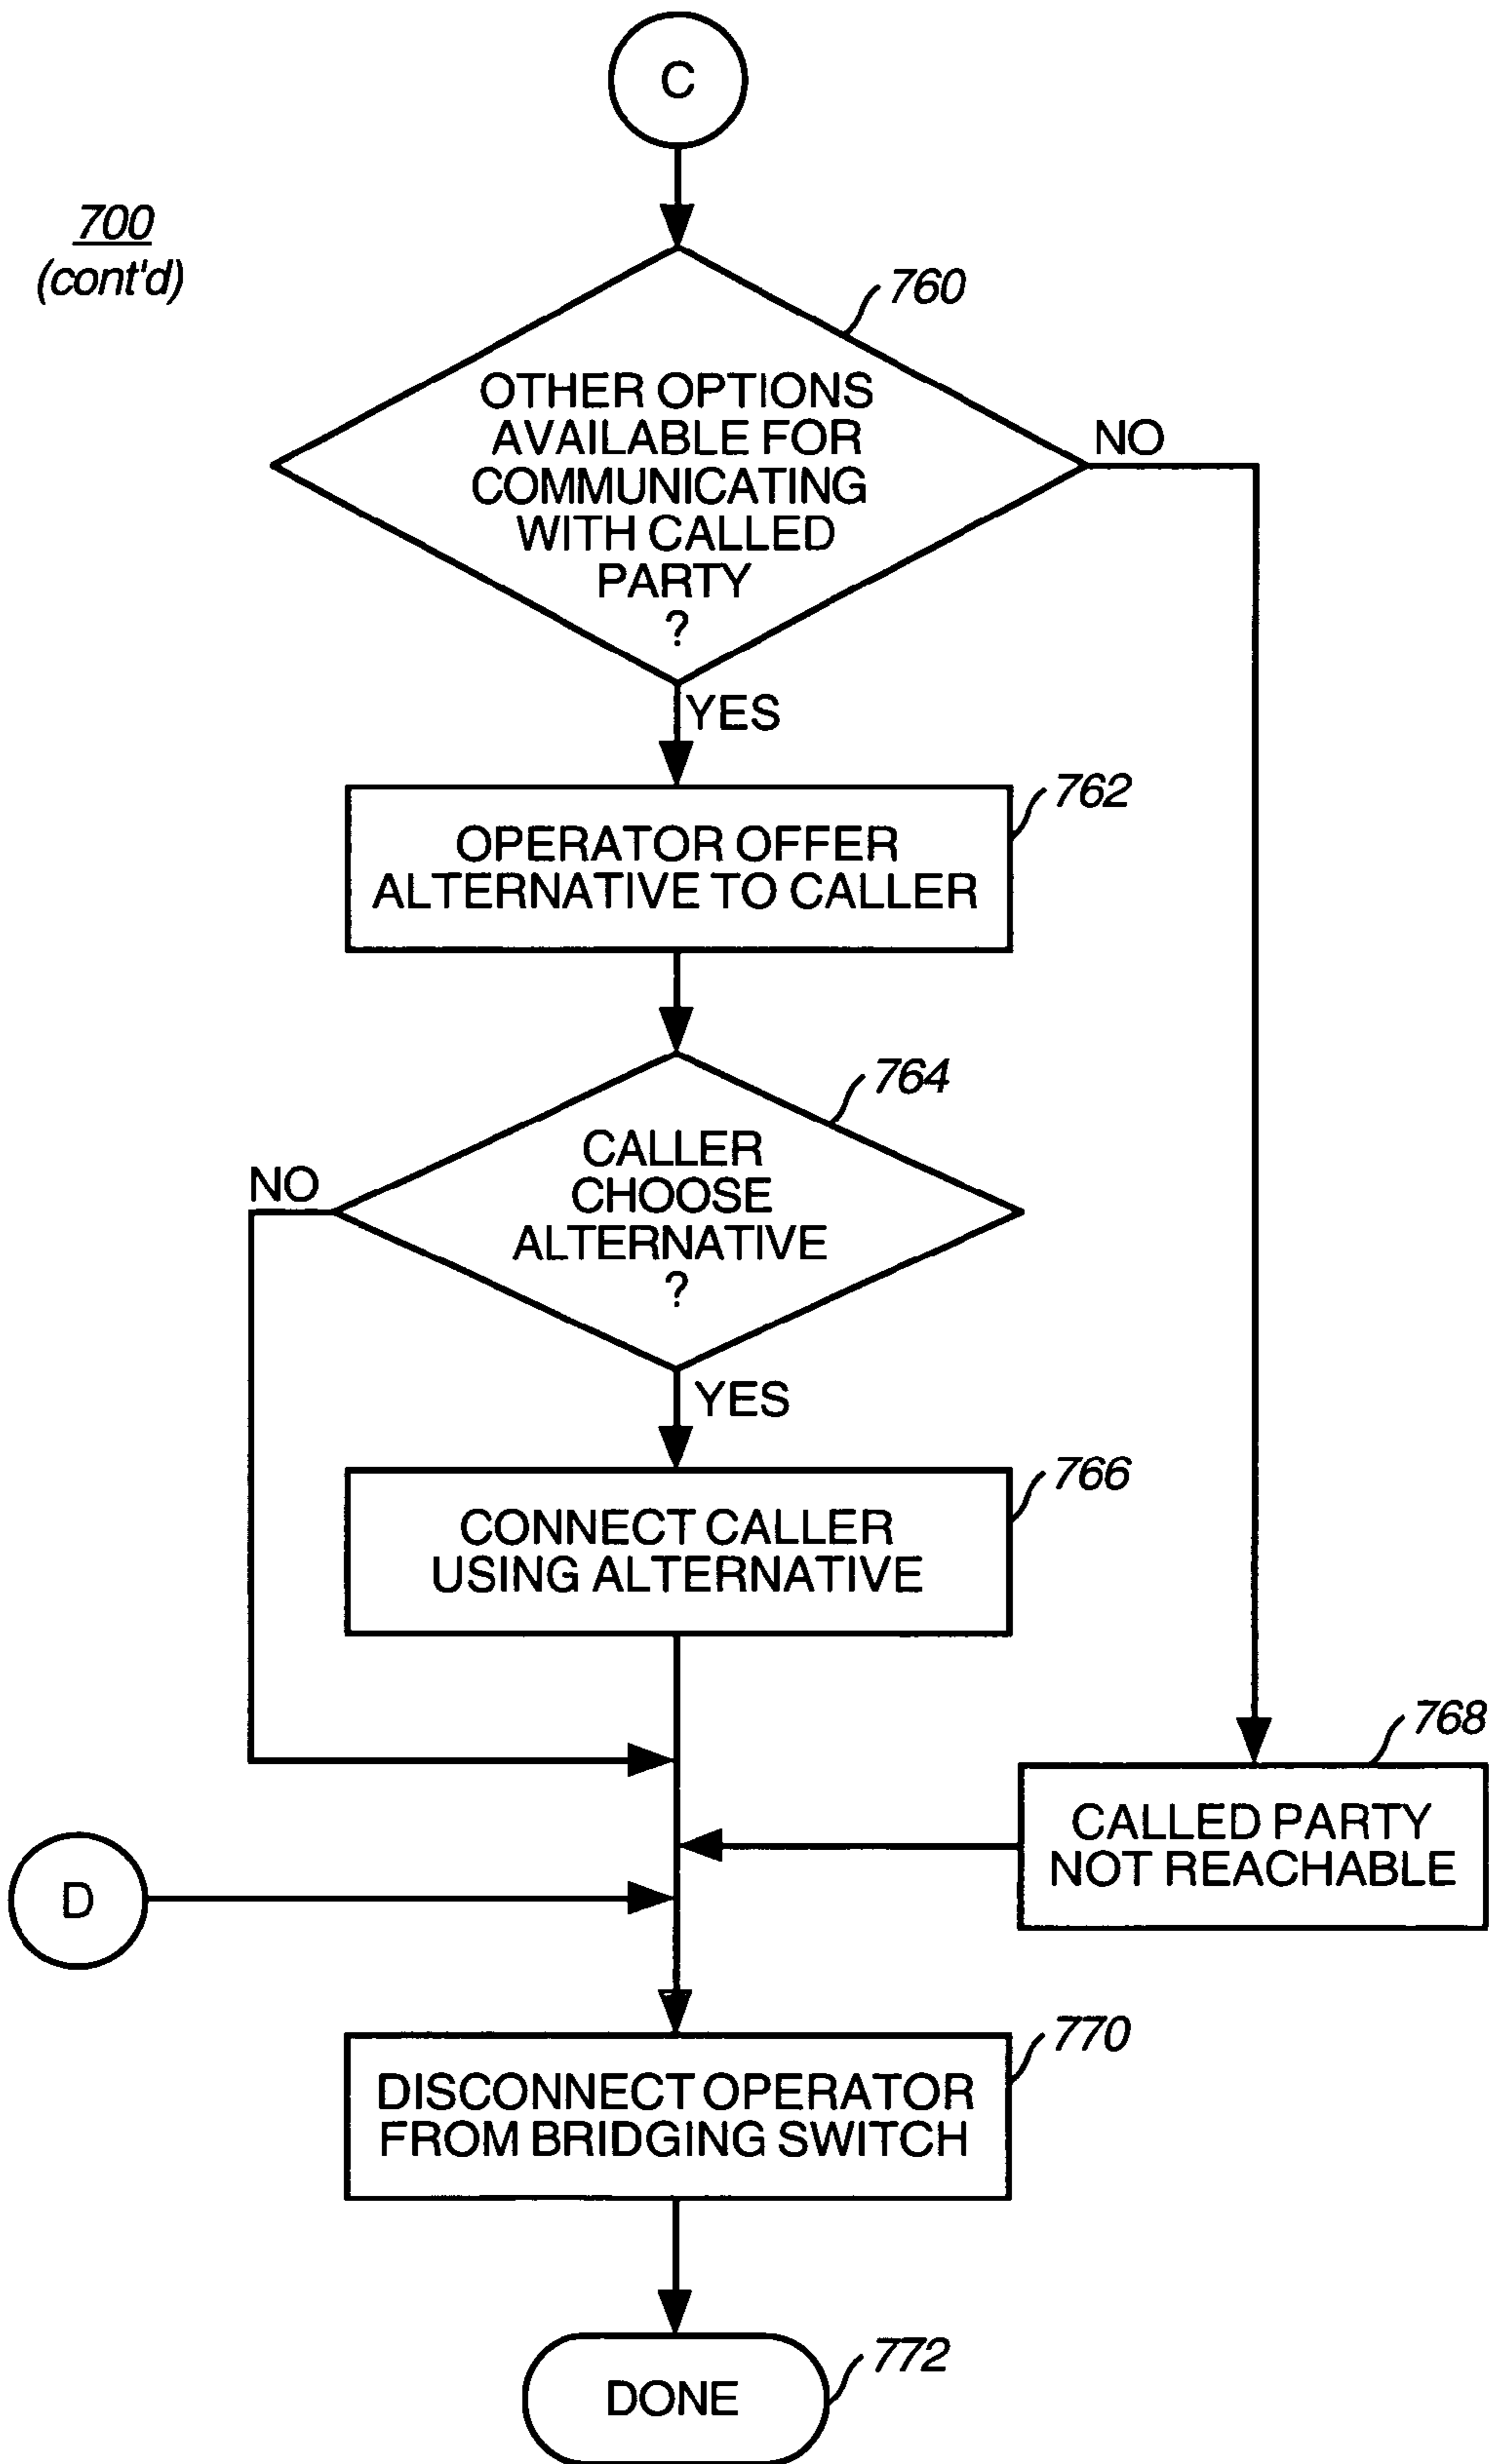 C
700
(cont'd)
760
OTHER OPTIONS
AVAILABLE FOR
COMMUNICATING
WITH CALLED
PARTY
?
NO
YES
762
OPERATOR OFFER
ALTERNATIVE TO CALLER
764
CALLER
CHOOSE
ALTERNATIVE
?
NO
YES
766
CONNECT CALLER
USING ALTERNATIVE
768
CALLED PARTY
NOT REACHABLE
D
770
DISCONNECT OPERATOR
FROM BRIDGING SWITCH
772
DONE